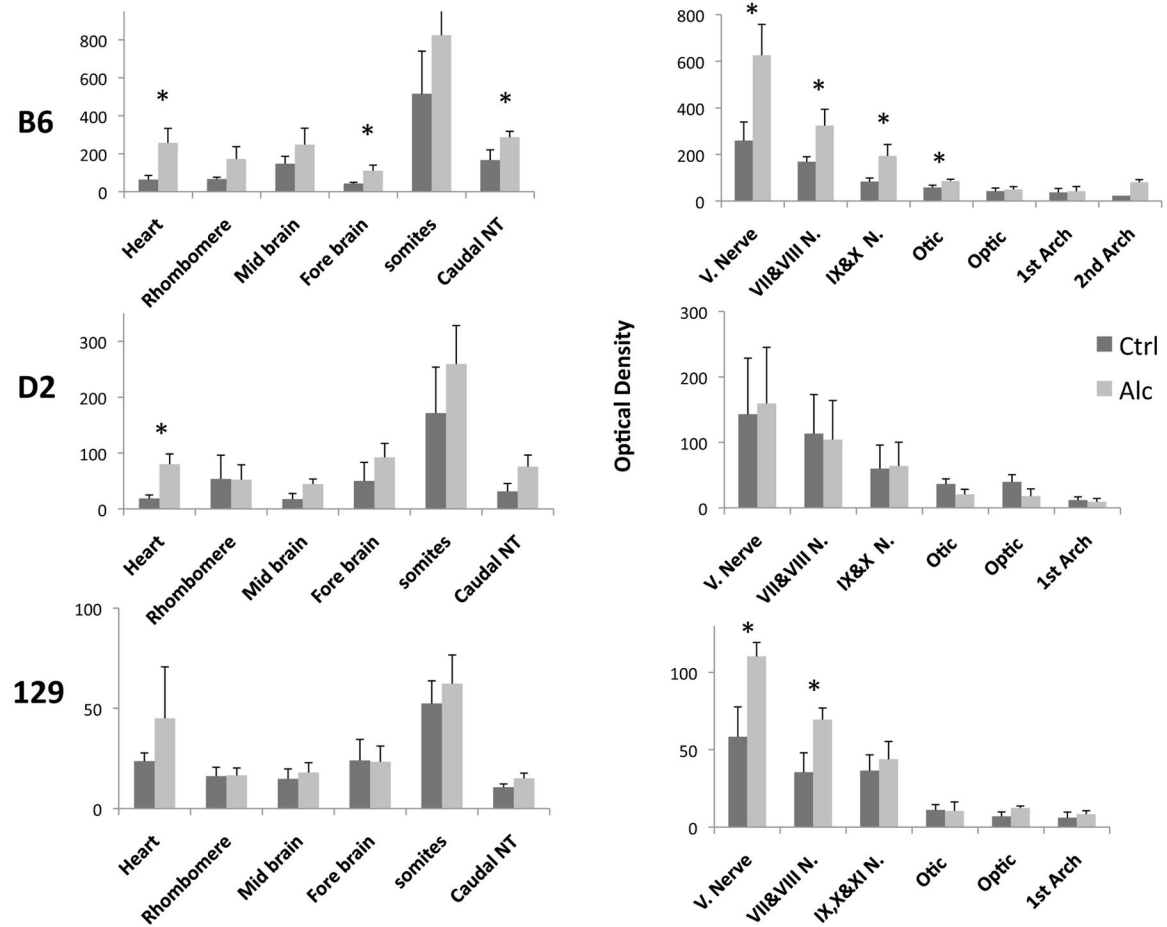 B6
800
600
400
200
0
*
*
*
Heart
Rhombomere
Mid brain
Fore brain
somites
Caudal NT
800
600
400
200
0
*
*
*
*
V. Nerve
VII&VIII N.
IX&X N.
Otic
Optic
1st Arch
2nd Arch
D2
300
200
100
0
*
Heart
Rhombomere
Mid brain
Fore brain
somites
Caudal NT
Optical Density
300
200
100
0
Ctrl
Alc
V. Nerve
VII&VIII N.
IX&X N.
Otic
Optic
1st Arch
129
100
50
0
Heart
Rhombomere
Mid brain
Fore brain
somites
Caudal NT
100
50
0
*
*
V. Nerve
VII&VIII N.
IX,X&XI N.
Otic
Optic
1st Arch